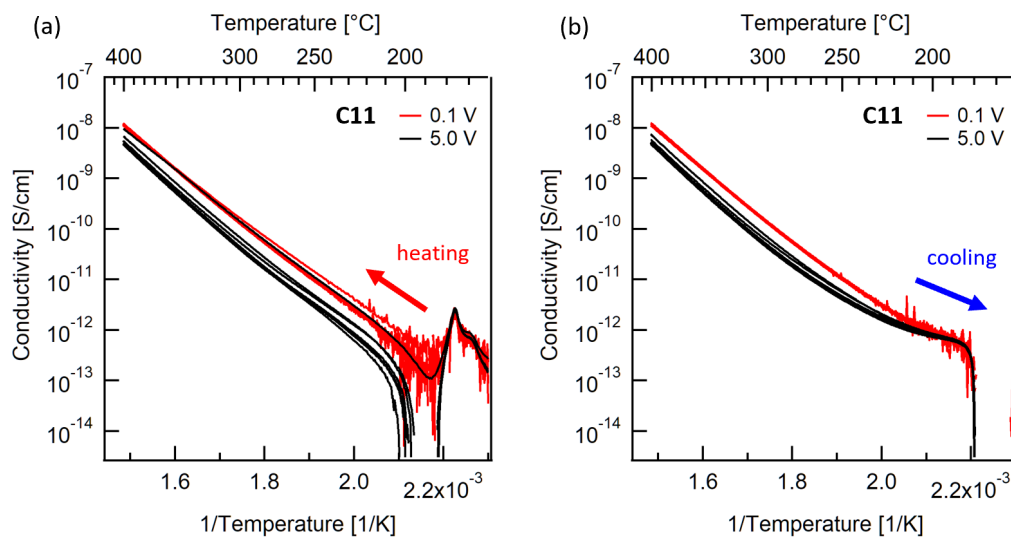 (a)
Temperature [°C]
400 300 250 200
10-7
10-8
10-9
10-10
10-11
10-12
10-13
10-14
Conductivity [S/cm]
C11
0.1 V
5.0 V
heating
1.6 1.8 2.0 2.2x10-3
1/Temperature [1/K]
(b)
Temperature [°C]
400 300 250 200
10-7
10-8
10-9
10-10
10-11
10-12
10-13
10-14
Conductivity [S/cm]
C11
0.1 V
5.0 V
cooling
1.6 1.8 2.0 2.2x10-3
1/Temperature [1/K]